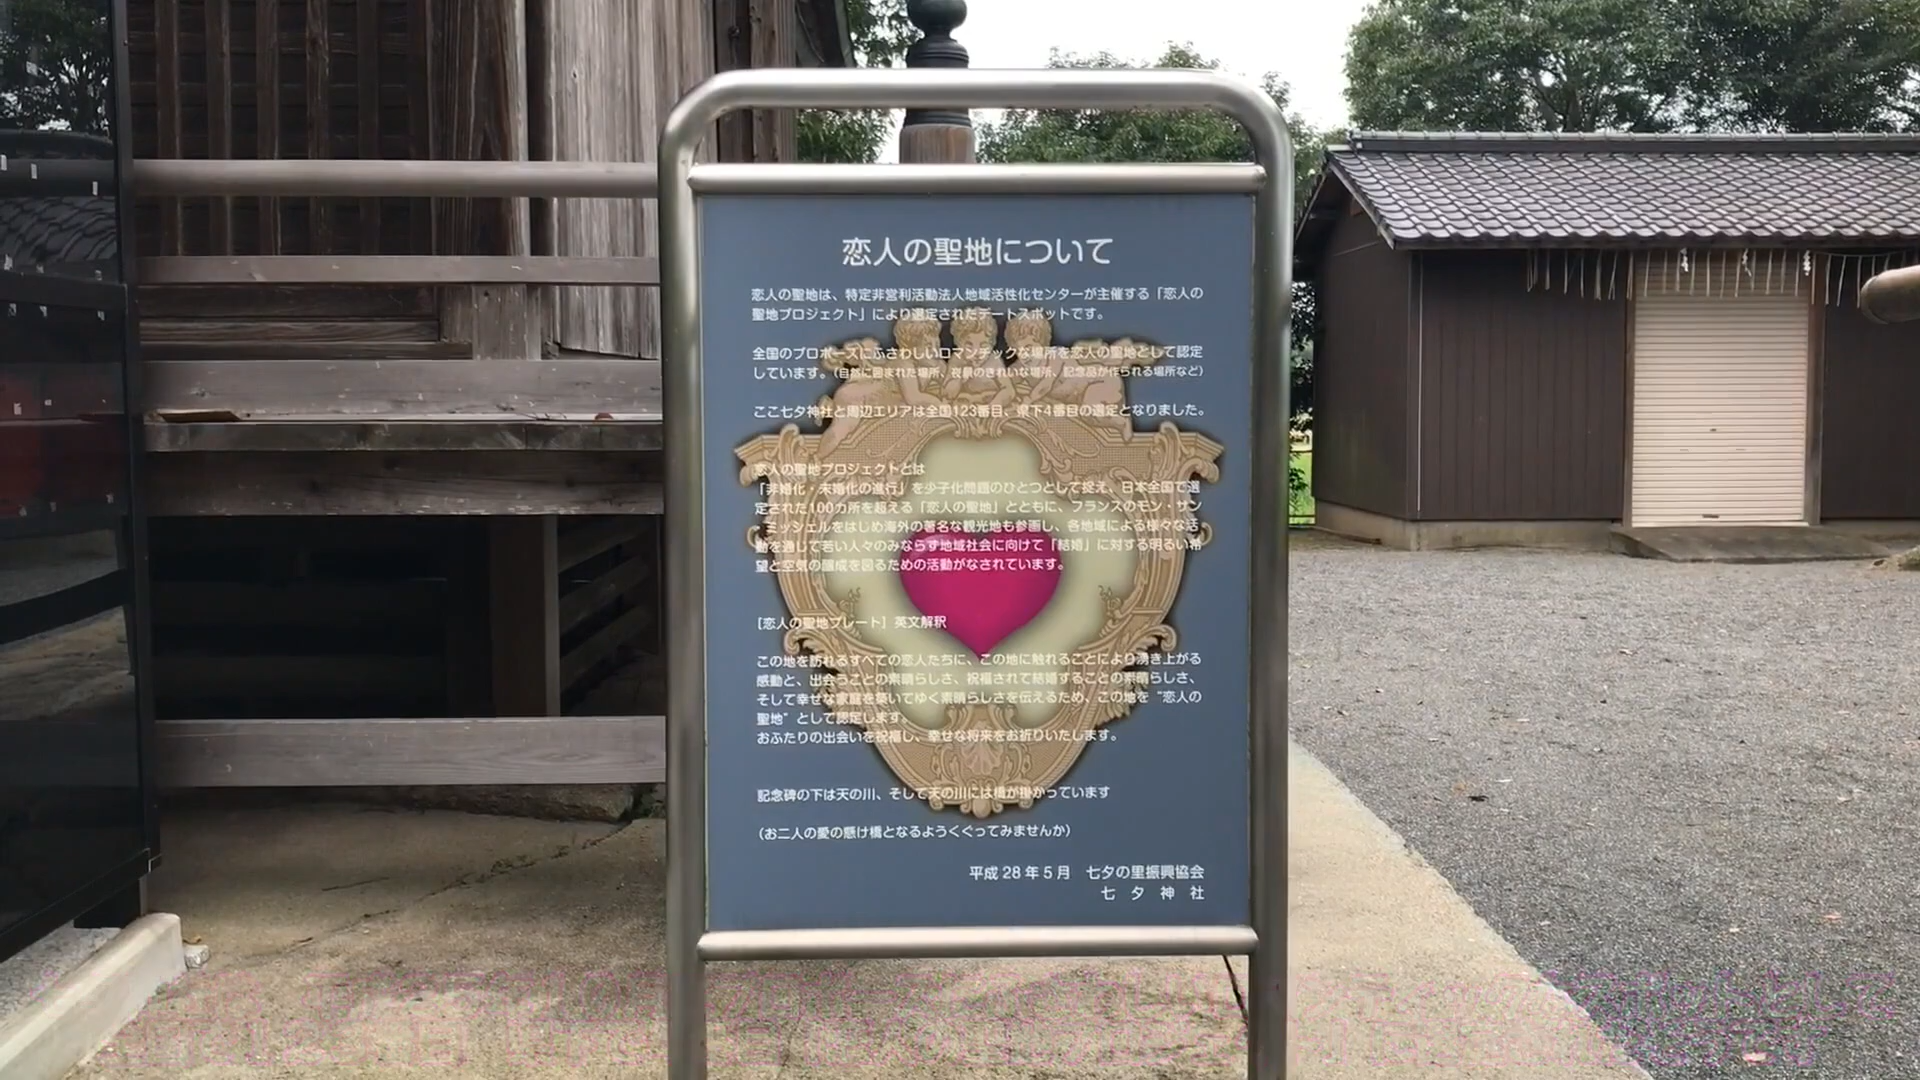 恋人の聖地について
恋人の聖地は、特定非営利活動法人地域活性化センターが主催する「恋人の
聖地プロジェクト」により選定されたデートスポットです。
全国のプロポーズにふさわしいロマンチックな場所を恋人の聖地として認定
しています。(自然に囲まれた場所、夜景のきれいな場所、記念品が作られる場所など)
ここ七夕神社と周辺エリアは全国123番目、県下4番目の選定となりました。
恋人の聖地プロジェクトとは
「非婚化・未婚化の進行」を少子化問題のひとつとして捉え、日本全国で選
定された100カ所を超える「恋人の聖地」とともに、フランスのモン・サン
・ミッシェルをはじめ海外の著名な観光地も参画し、各地域による様々な活
動を通じて若い人々のみならず地域社会に向けて「結婚」に対する明るい希
望と空気の醸成を図るための活動がなされています。
[恋人の聖地プレート] 英文解釈
この地を訪れるすべての恋人たちに、この地に触れることにより湧き上がる
感動と、出会うことの素晴らしさ、祝福されて結婚することの素晴らしさ、
そして幸せな家庭を築いてゆく素晴らしさを伝えるため、この地を“恋人の
聖地”として認定します。
おふたりの出会いを祝福し、幸せな将来をお祈りいたします。
記念碑の下は天の川、そして天の川には橋が掛かっています
(お二人の愛の懸け橋となるようくぐってみませんか)
平成28年5月 七夕の里振興協会
七夕神社